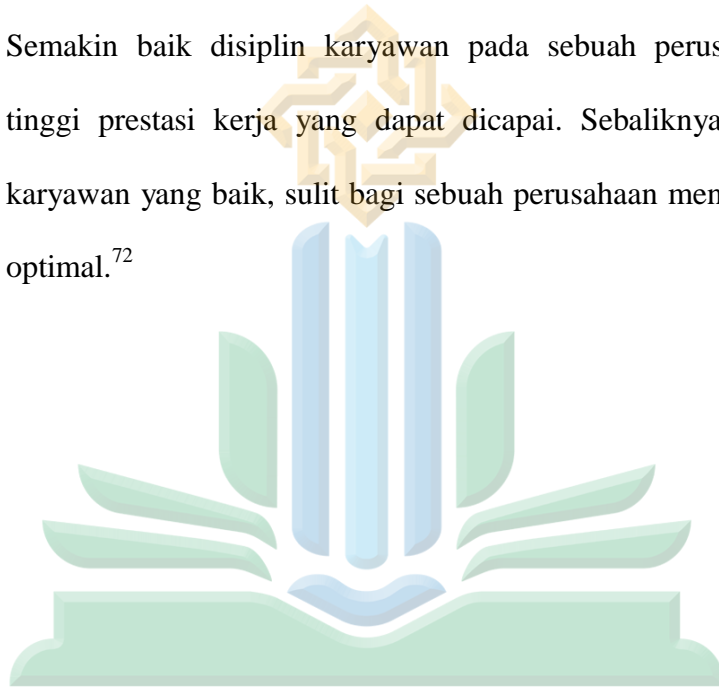 Semakin baik disiplin karyawan pada sebuah perus
tinggi prestasi kerja yang dapat dicapai. Sebaliknya
karyawan yang baik, sulit bagi sebuah perusahaan men
optimal.72